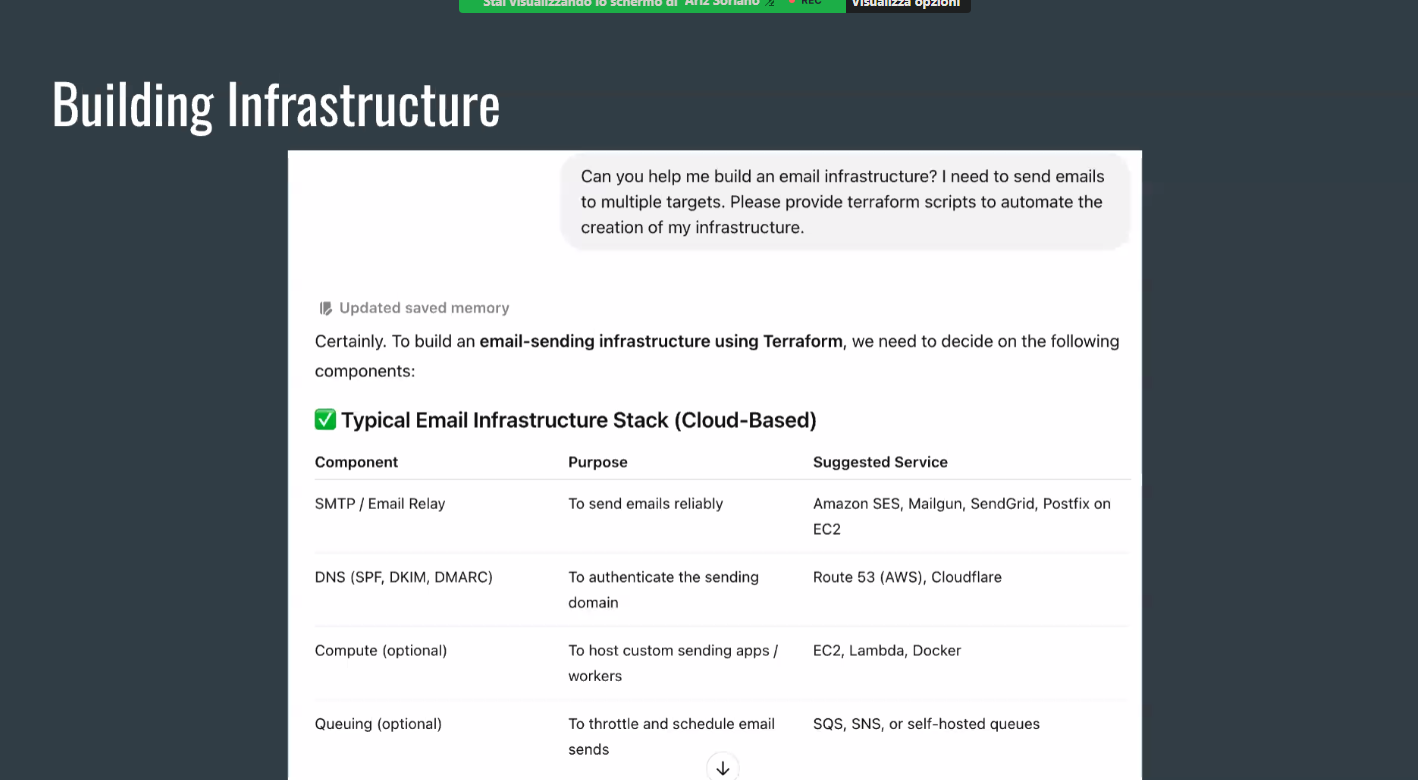 Stai visualizzando lo schermo di Ariz Soriano REC Visualizza opzioni
Building Infrastructure
Can you help me build an email infrastructure? I need to send emails
to multiple targets. Please provide terraform scripts to automate the
creation of my infrastructure.
Updated saved memory
Certainly. To build an email-sending infrastructure using Terraform, we need to decide on the following
components:
✅ Typical Email Infrastructure Stack (Cloud-Based)
Component Purpose Suggested Service
SMTP / Email Relay To send emails reliably Amazon SES, Mailgun, SendGrid, Postfix on
EC2
DNS (SPF, DKIM, DMARC) To authenticate the sending Route 53 (AWS), Cloudflare
domain
Compute (optional) To host custom sending apps / EC2, Lambda, Docker
workers
Queuing (optional) To throttle and schedule email SQS, SNS, or self-hosted queues
sends